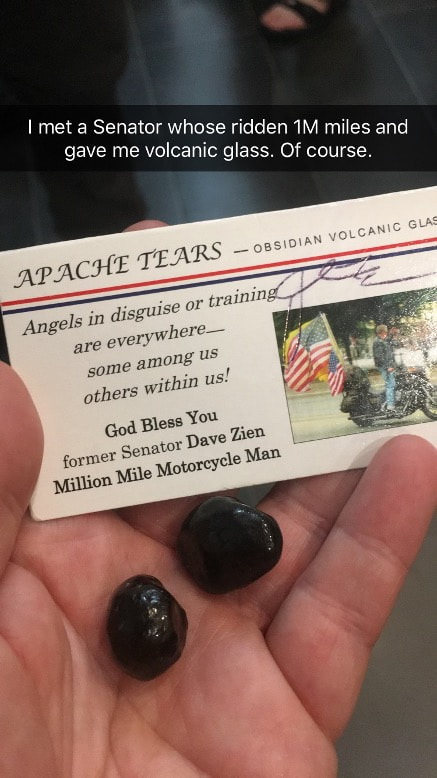 I met a Senator whose ridden 1M miles and
gave me volcanic glass. Of course.
APACHE TEARS — OBSIDIAN VOLCANIC GLAS
Angels in disguise or training
are everywhere—
some among us
others within us!
God Bless You
former Senator Dave Zien
Million Mile Motorcycle Man